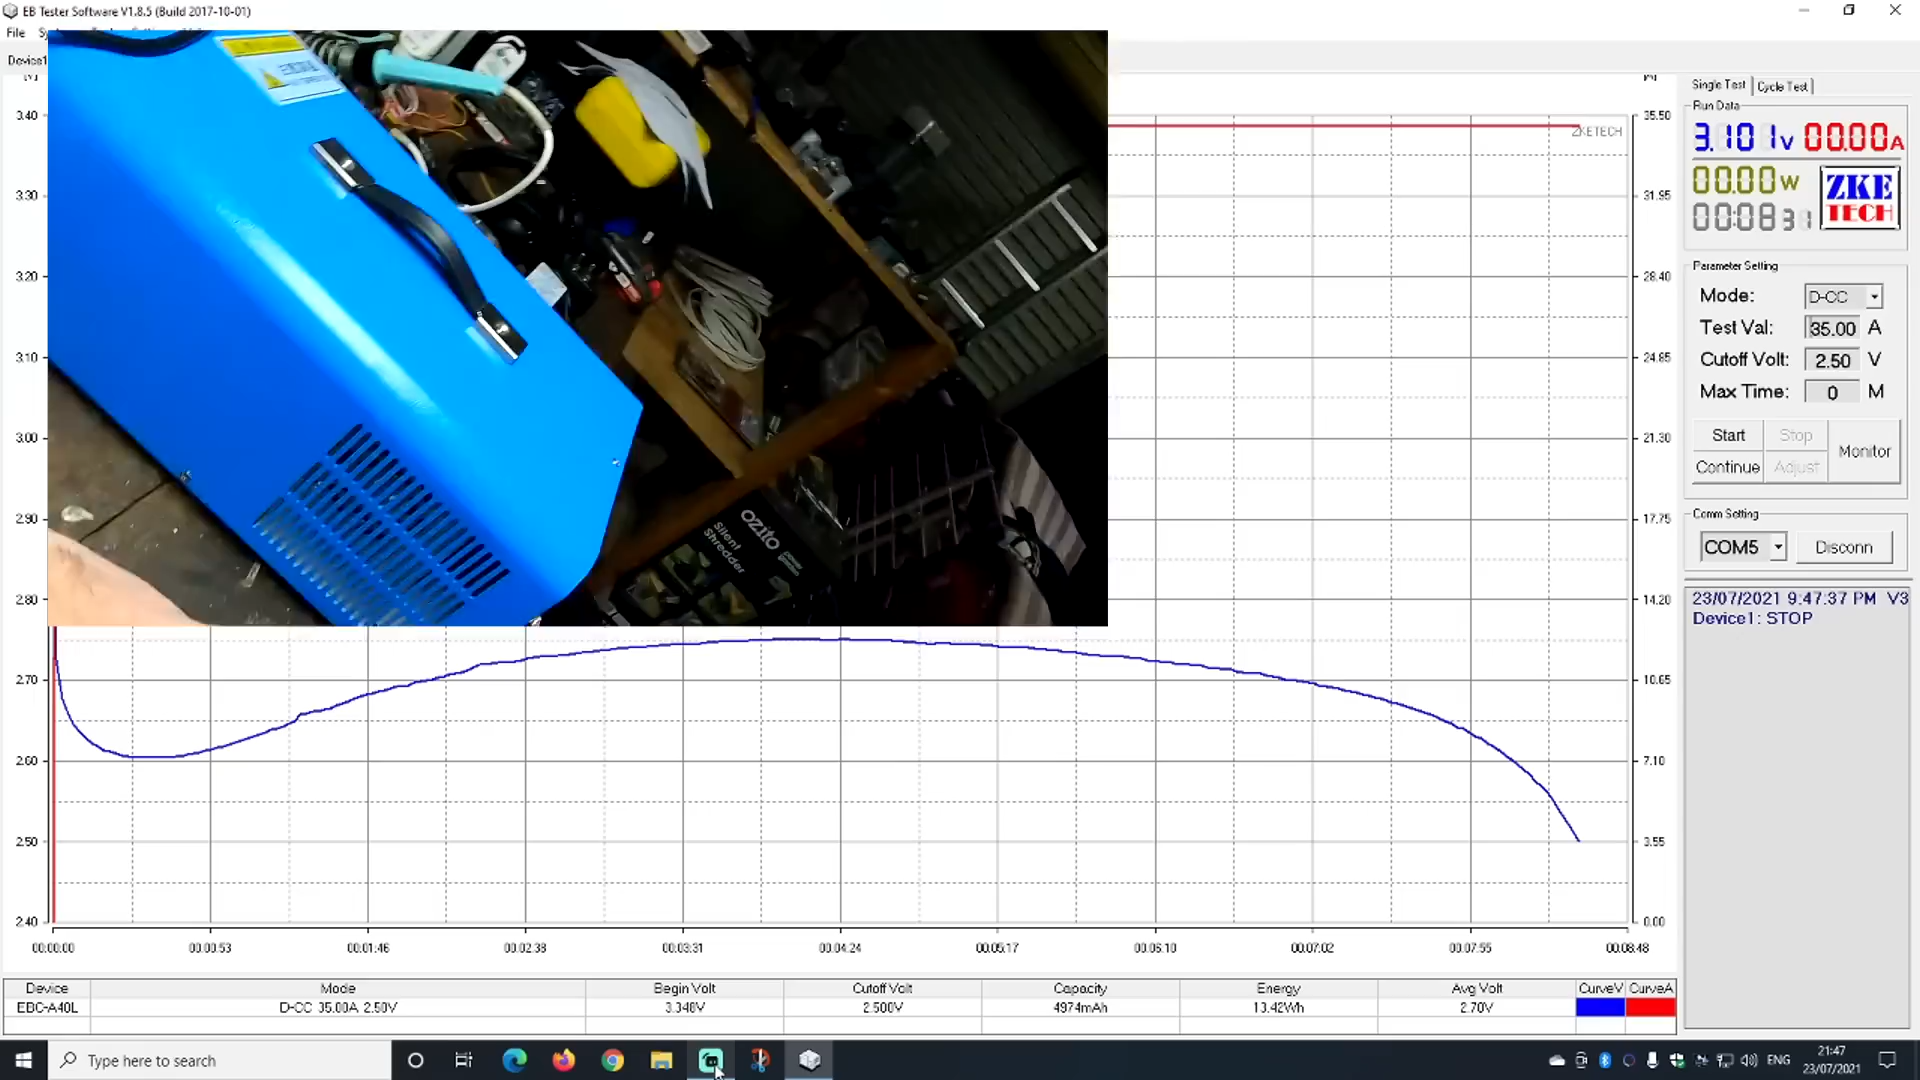 EB Tester Software V1.8.5 (Build 2017-10-01)
File
Device1
3.40
3.30
3.20
3.10
3.00
2.90
2.80
2.70
2.60
2.50
2.40
35.50
31.95
28.40
24.85
21.30
17.75
14.20
10.65
7.10
3.55
0.00
ZKETECH
ozito
Silent
Shredder
00:00:00 00:00:53 00:01:46 00:02:38 00:03:31 00:04:24 00:05:17 00:06:10 00:07:02 00:07:55 00:08:48
Device Mode Begin Volt Cutoff Volt Capacity Energy Avg Volt CurveV CurveA
EBC-A40L D-CC 35.00A 2.50V 3.348V 2.500V 4974mAh 13.42Wh 2.70V
Single Test Cycle Test
Run Data
3.101V 00.00A
00.00W
00:0831
ZKE
TECH
Parameter Setting
Mode: D-CC
Test Val: 35.00 A
Cutoff Volt: 2.50 V
Max Time: 0 M
Start Stop Monitor
Continue Adjust
Comm Setting
COM5 Disconn
23/07/2021 9:47:37 PM V3
Device1: STOP
Type here to search
ENG
21:47
23/07/2021